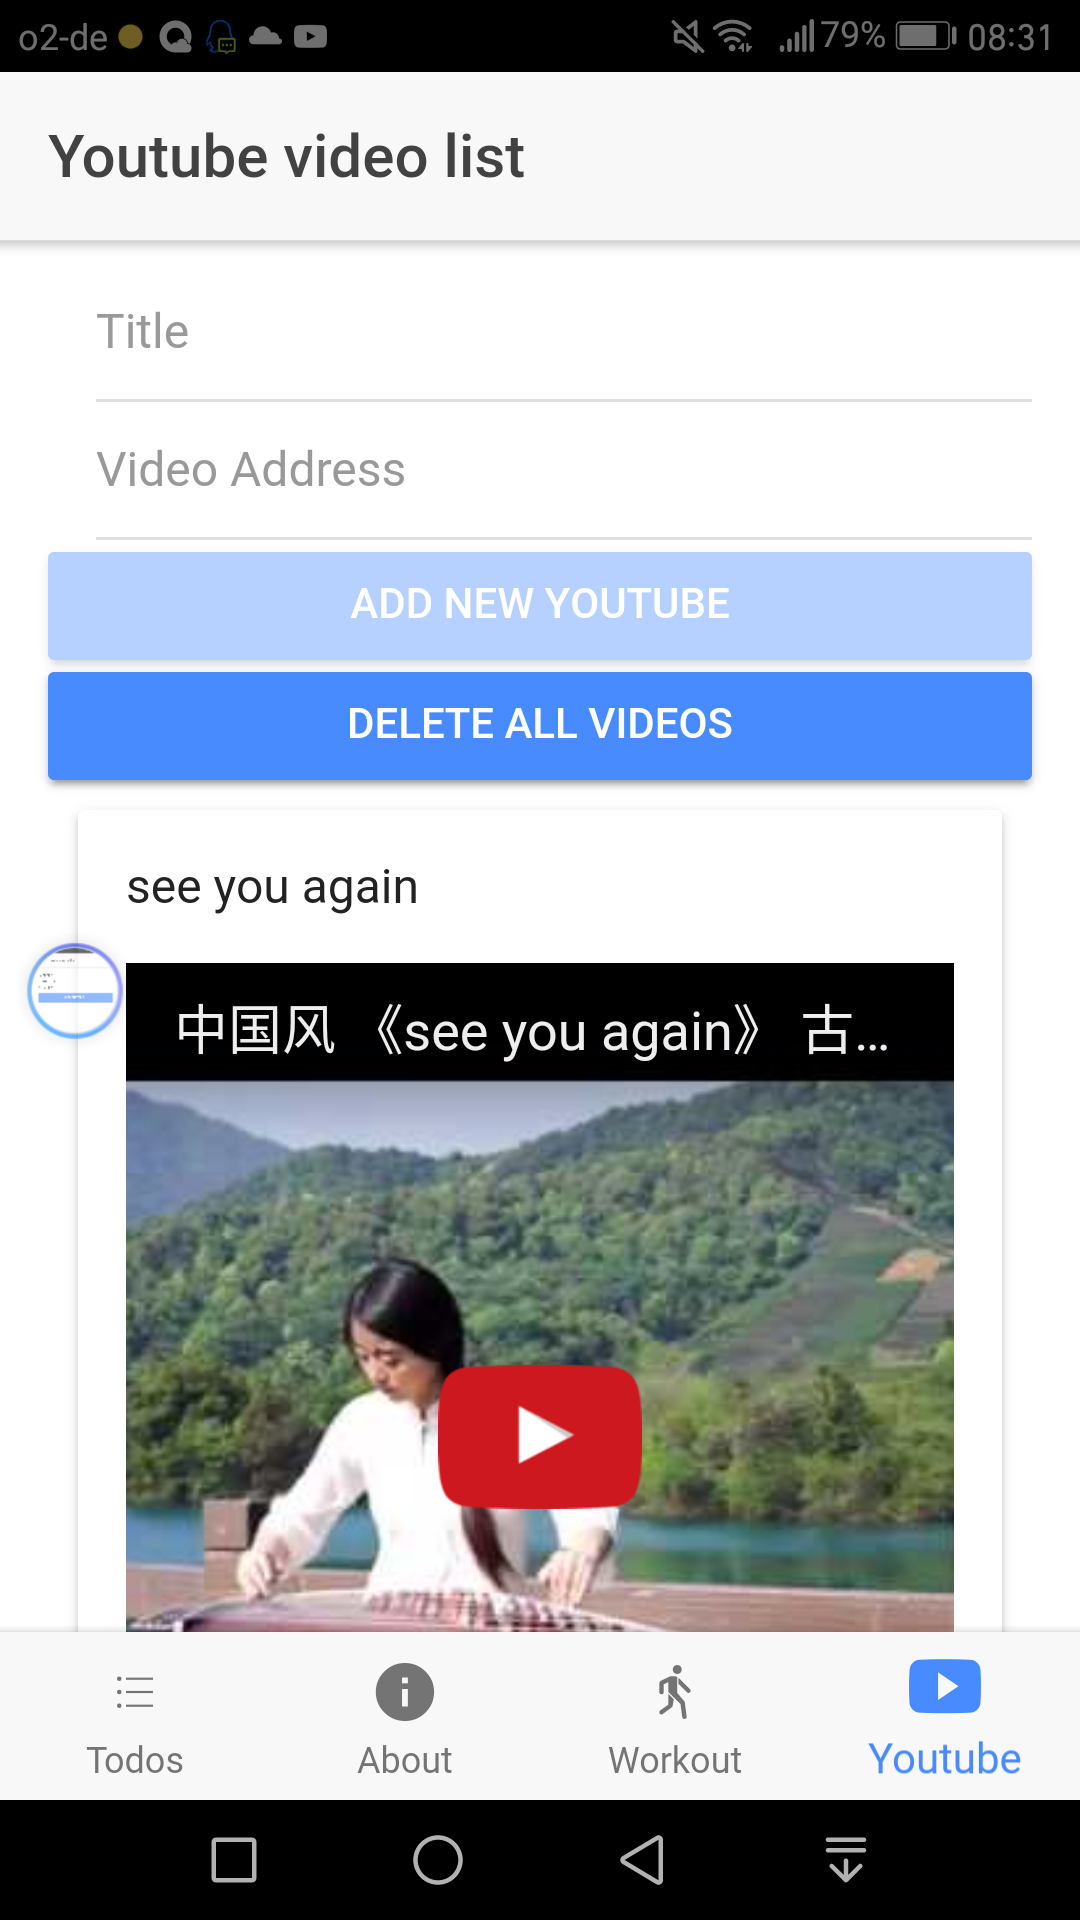 o2-de 79% 08:31
Youtube video list
Title
Video Address
ADD NEW YOUTUBE
DELETE ALL VIDEOS
see you again
中国风 《see you again》 古...
Todos About Workout Youtube